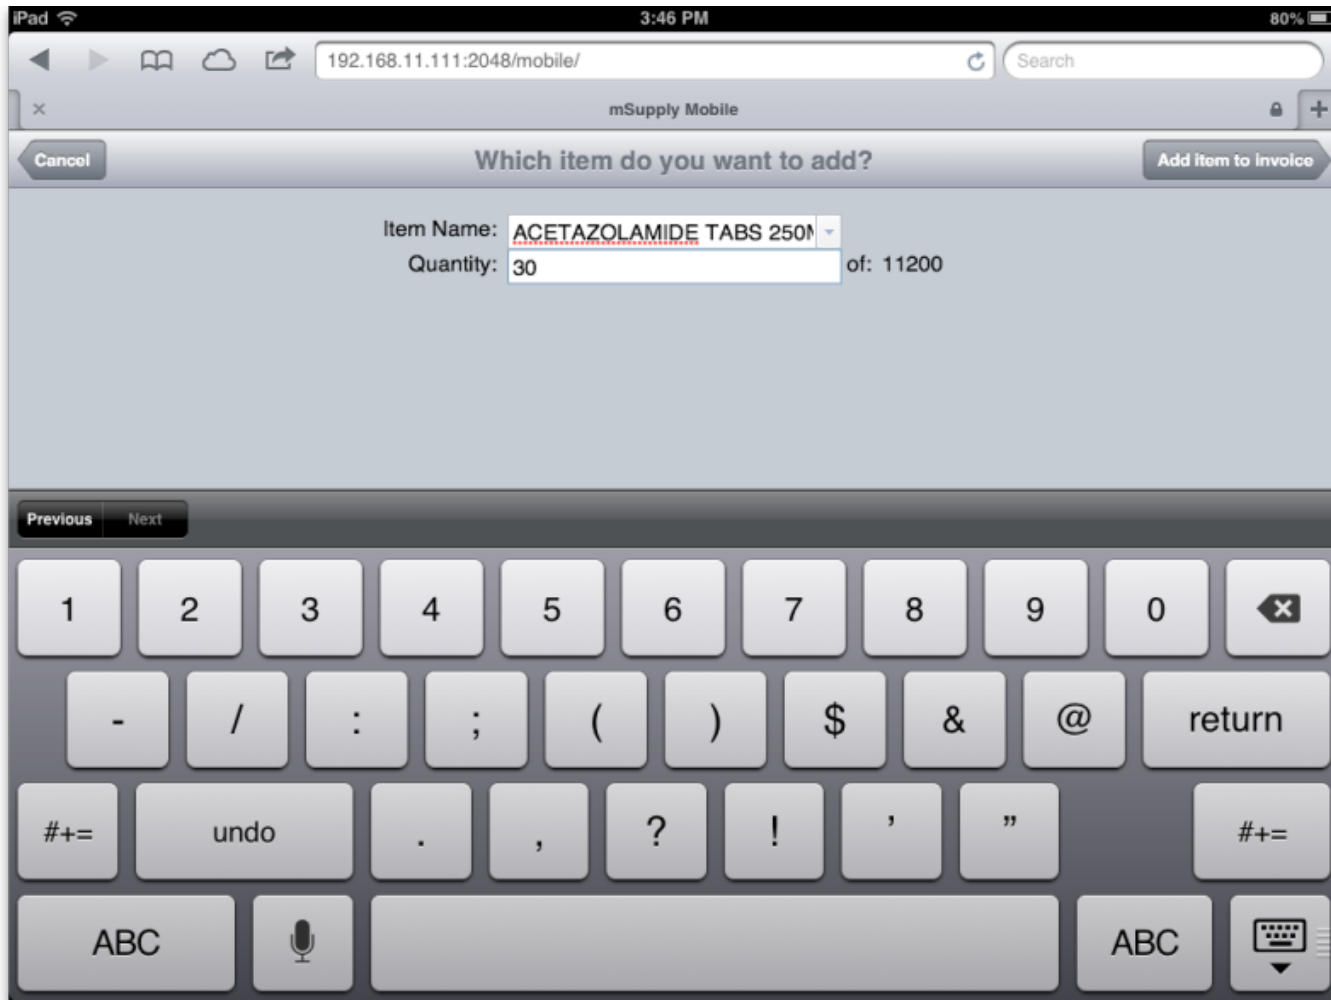 iPad 3:46 PM 80%
192.168.11.111:2048/mobile/ Search
mSupply Mobile
Cancel Which item do you want to add? Add item to invoice
Item Name: ACETAZOLAMIDE TABS 250M
Quantity: 30 of: 11200
Previous Next
1 2 3 4 5 6 7 8 9 0
- / : ; ( ) $ & @ return
#+= undo . , ? ! ’ ” #+=
ABC ABC